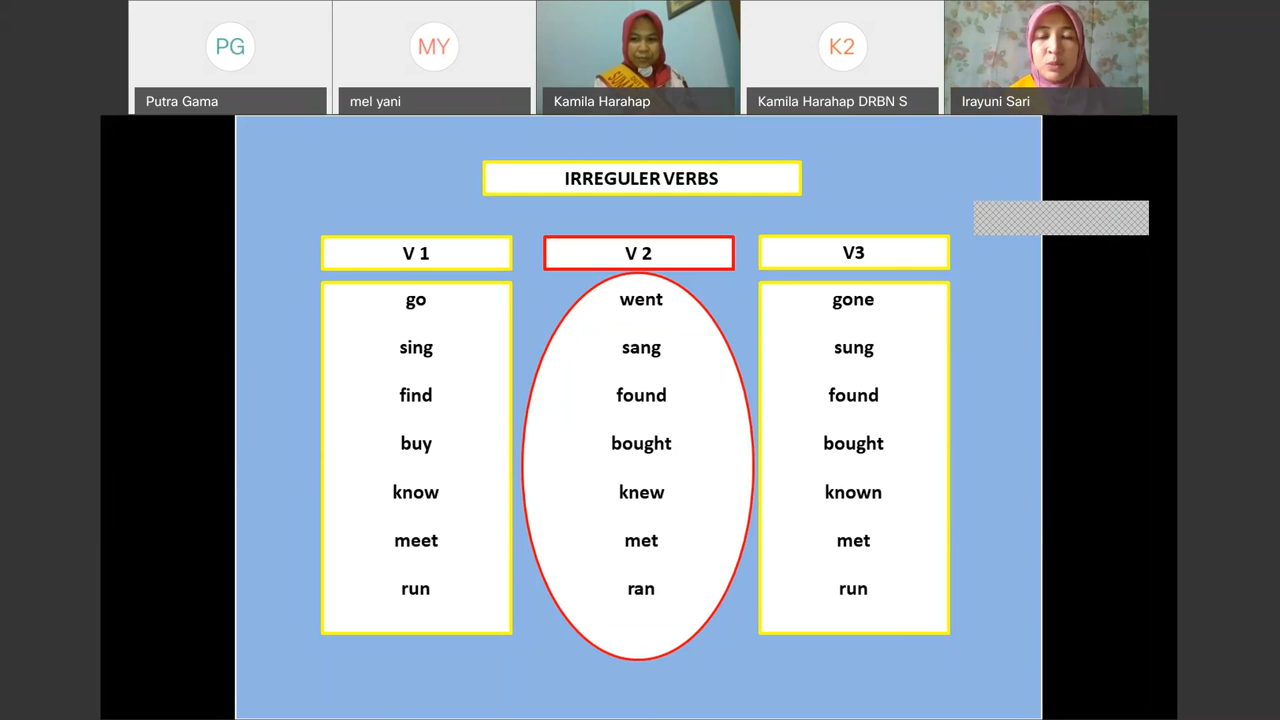 PG
MY
K2
Putra Gama
mel yani
Kamila Harahap
Kamila Harahap DRBN S
Irayuni Sari
IRREGULER VERBS
V 1
V 2
V3
go
went
gone
sing
sang
sung
find
found
found
buy
bought
bought
know
knew
known
meet
met
met
run
ran
run